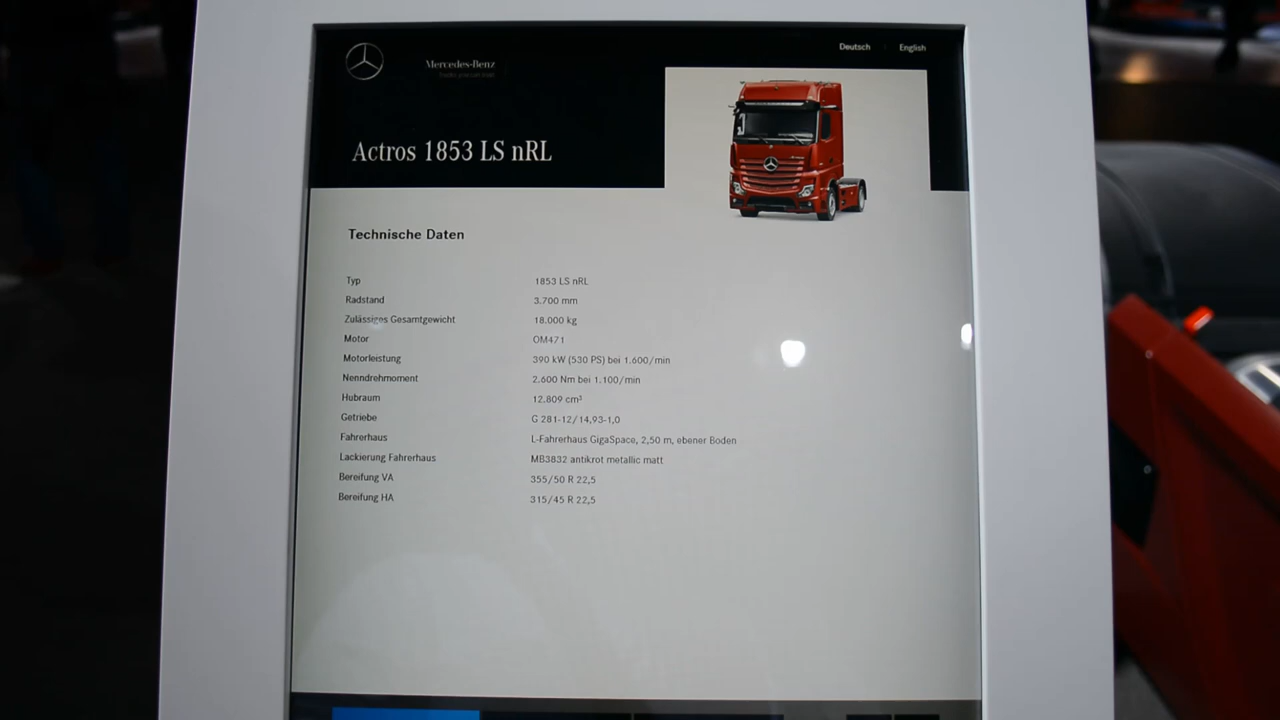 Deutsch English
Mercedes-Benz
Actros 1853 LS nRL
Technische Daten
Typ 1853 LS nRL
Radstand 3.700 mm
Zulässiges Gesamtgewicht 18.000 kg
Motor OM471
Motorleistung 390 kW (530 PS) bei 1.600/min
Nenndrehmoment 2.600 Nm bei 1.100/min
Hubraum 12.809 cm³
Getriebe G 281-12/14,93-1,0
Fahrerhaus L-Fahrerhaus GigaSpace, 2,50 m, ebener Boden
Lackierung Fahrerhaus MB3832 antikrot metallic matt
Bereifung VA 355/50 R 22,5
Bereifung HA 315/45 R 22,5